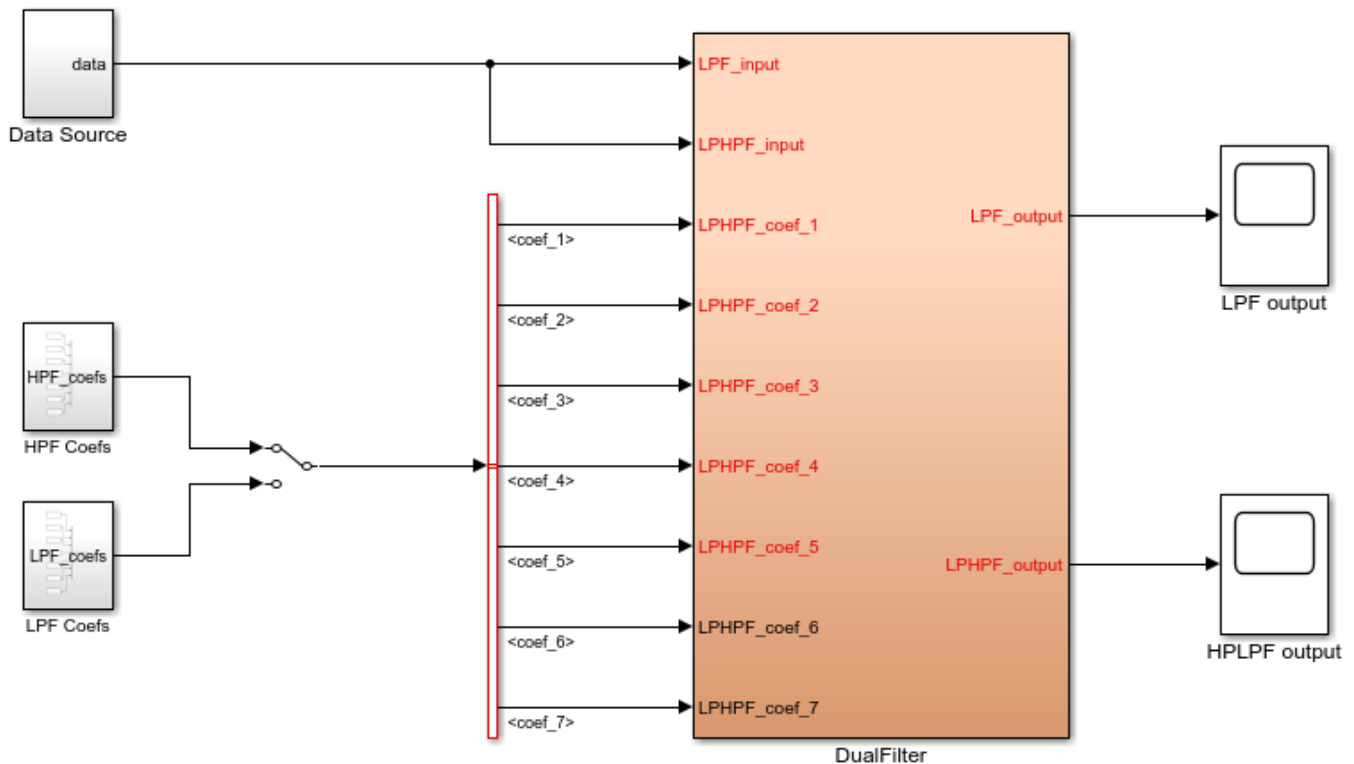 data
Data Source
LPF_input
LPHPF_input
<coef_1>
LPHPF_coef_1
LPF_output
LPF output
<coef_2>
LPHPF_coef_2
HPF_coefs
HPF Coefs
<coef_3>
LPHPF_coef_3
<coef_4>
LPHPF_coef_4
LPF_coefs
LPF Coefs
<coef_5>
LPHPF_coef_5
LPHPF_output
HPLPF output
<coef_6>
LPHPF_coef_6
<coef_7>
LPHPF_coef_7
DualFilter